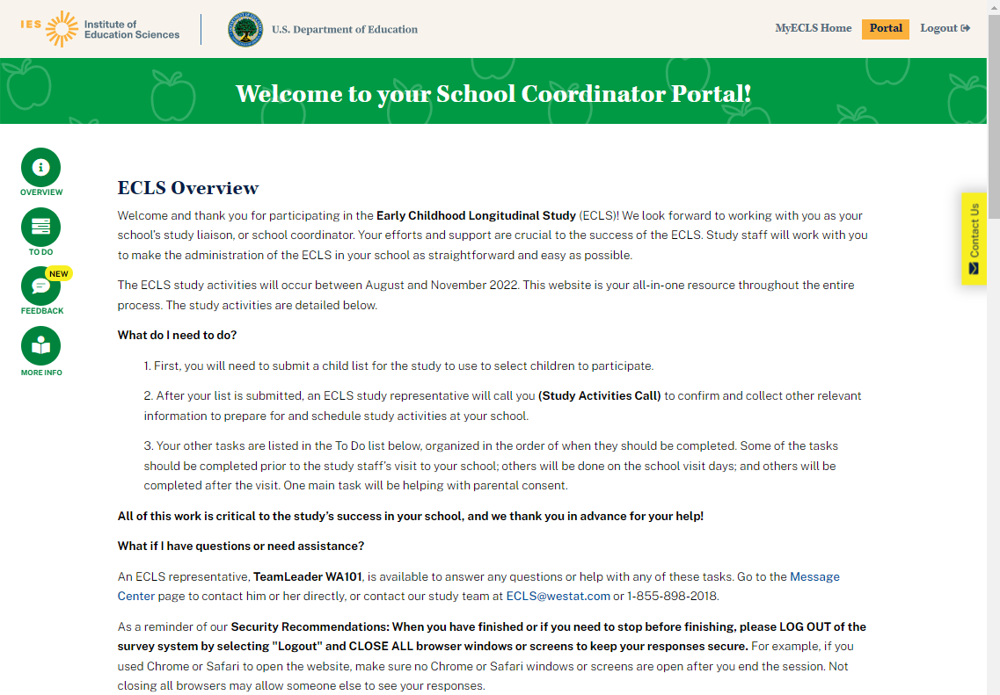 IES Institute of Education Sciences
U.S. Department of Education
MyECLS Home Portal Logout
Welcome to your School Coordinator Portal!
OVERVIEW
TO DO
NEW
FEEDBACK
MORE INFO
Contact Us
ECLS Overview
Welcome and thank you for participating in the Early Childhood Longitudinal Study (ECLS)! We look forward to working with you as your
school's study liaison, or school coordinator. Your efforts and support are crucial to the success of the ECLS. Study staff will work with you
to make the administration of the ECLS in your school as straightforward and easy as possible.
The ECLS study activities will occur between August and November 2022. This website is your all-in-one resource throughout the entire
process. The study activities are detailed below.
What do I need to do?
1. First, you will need to submit a child list for the study to use to select children to participate.
2. After your list is submitted, an ECLS study representative will call you (Study Activities Call) to confirm and collect other relevant
information to prepare for and schedule study activities at your school.
3. Your other tasks are listed in the To Do list below, organized in the order of when they should be completed. Some of the tasks
should be completed prior to the study staff's visit to your school; others will be done on the school visit days; and others will be
completed after the visit. One main task will be helping with parental consent.
All of this work is critical to the study's success in your school, and we thank you in advance for your help!
What if I have questions or need assistance?
An ECLS representative, TeamLeader WA101, is available to answer any questions or help with any of these tasks. Go to the Message
Center page to contact him or her directly, or contact our study team at ECLS@westat.com or 1-855-898-2018.
As a reminder of our Security Recommendations: When you have finished or if you need to stop before finishing, please LOG OUT of the
survey system by selecting "Logout" and CLOSE ALL browser windows or screens to keep your responses secure. For example, if you
used Chrome or Safari to open the website, make sure no Chrome or Safari windows or screens are open after you end the session. Not
closing all browsers may allow someone else to see your responses.